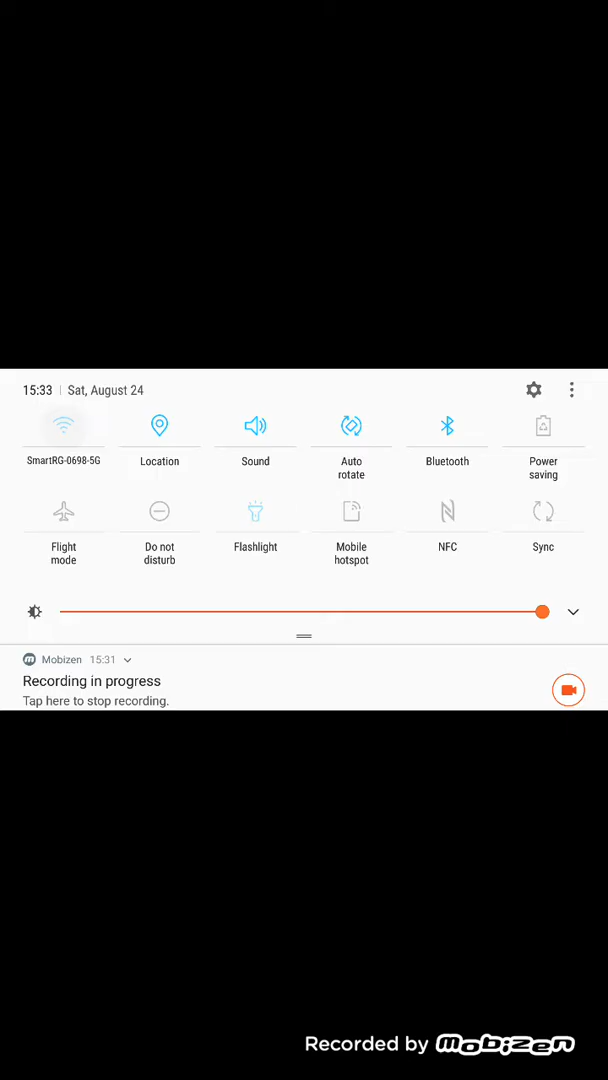 15:33 Sat, August 24
SmartRG-0698-5G Location Sound Auto rotate Bluetooth Power saving
Flight mode Do not disturb Flashlight Mobile hotspot NFC Sync
Mobizen 15:31
Recording in progress
Tap here to stop recording.
Recorded by mobizen